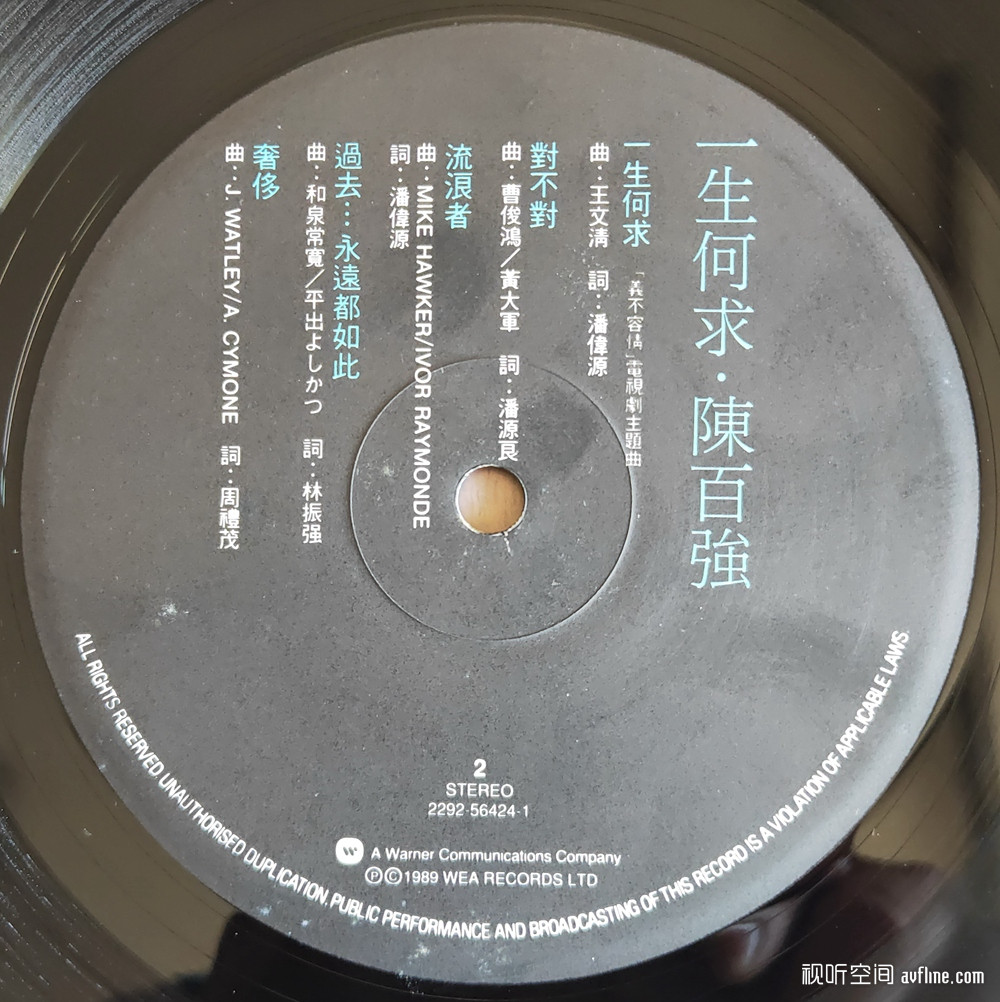 一生何求·陳百強
一生何求 「義不容情」電視劇主題曲
曲：王文清 詞：潘偉源
對不對
曲：曹俊鴻／黃大軍 詞：潘源良
流浪者
曲：MIKE HAWKER/IVOR RAYMONDE
詞：潘偉源
過去…永遠都如此
曲：和泉常寬／平出よしかつ 詞：林振强
奢侈
曲：J. WATLEY/A. CYMONE 詞：周禮茂
2
STEREO
2292-56424-1
A Warner Communications Company
ⓅⒸ1989 WEA RECORDS LTD
ALL RIGHTS RESERVED. UNAUTHORISED DUPLICATION, PUBLIC PERFORMANCE AND BROADCASTING OF THIS RECORD IS A VIOLATION OF APPLICABLE LAWS.
视听空间 avfline.com